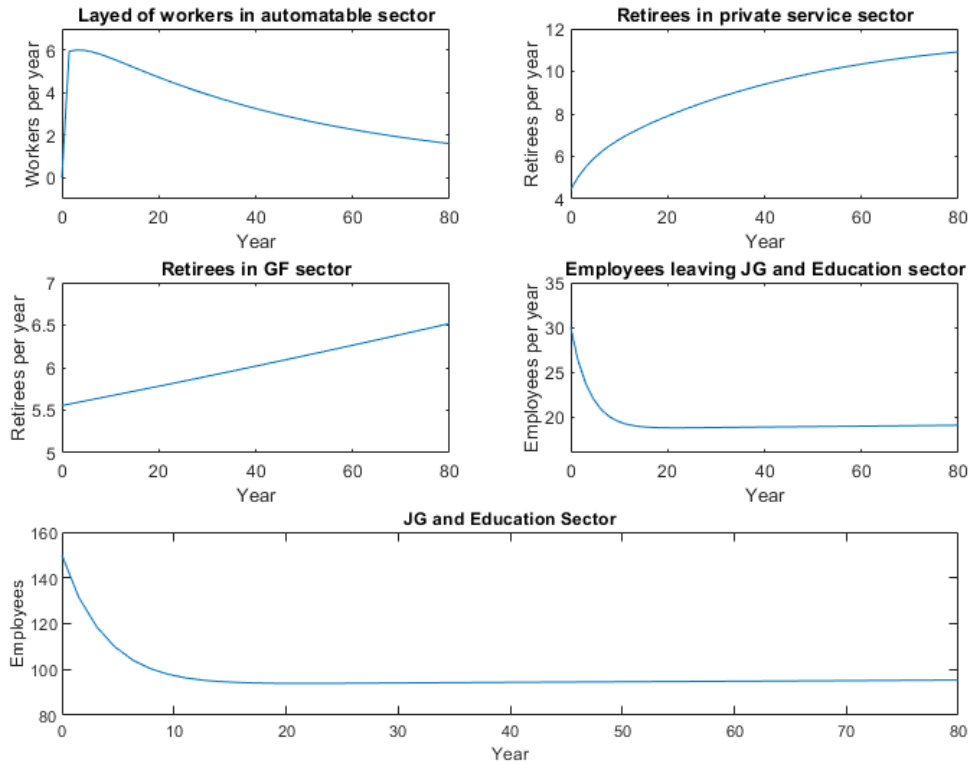 Layed of workers in automatable sector
Workers per year
6
4
2
0
0 20 40 60 80
Year
Retirees in private service sector
Retirees per year
12
10
8
6
4
0 20 40 60 80
Year
Retirees in GF sector
Retirees per year
7
6.5
6
5.5
5
0 20 40 60 80
Year
Employees leaving JG and Education sector
Employees per year
35
30
25
20
0 20 40 60 80
Year
JG and Education Sector
Employees
160
140
120
100
80
0 10 20 30 40 50 60 70 80
Year